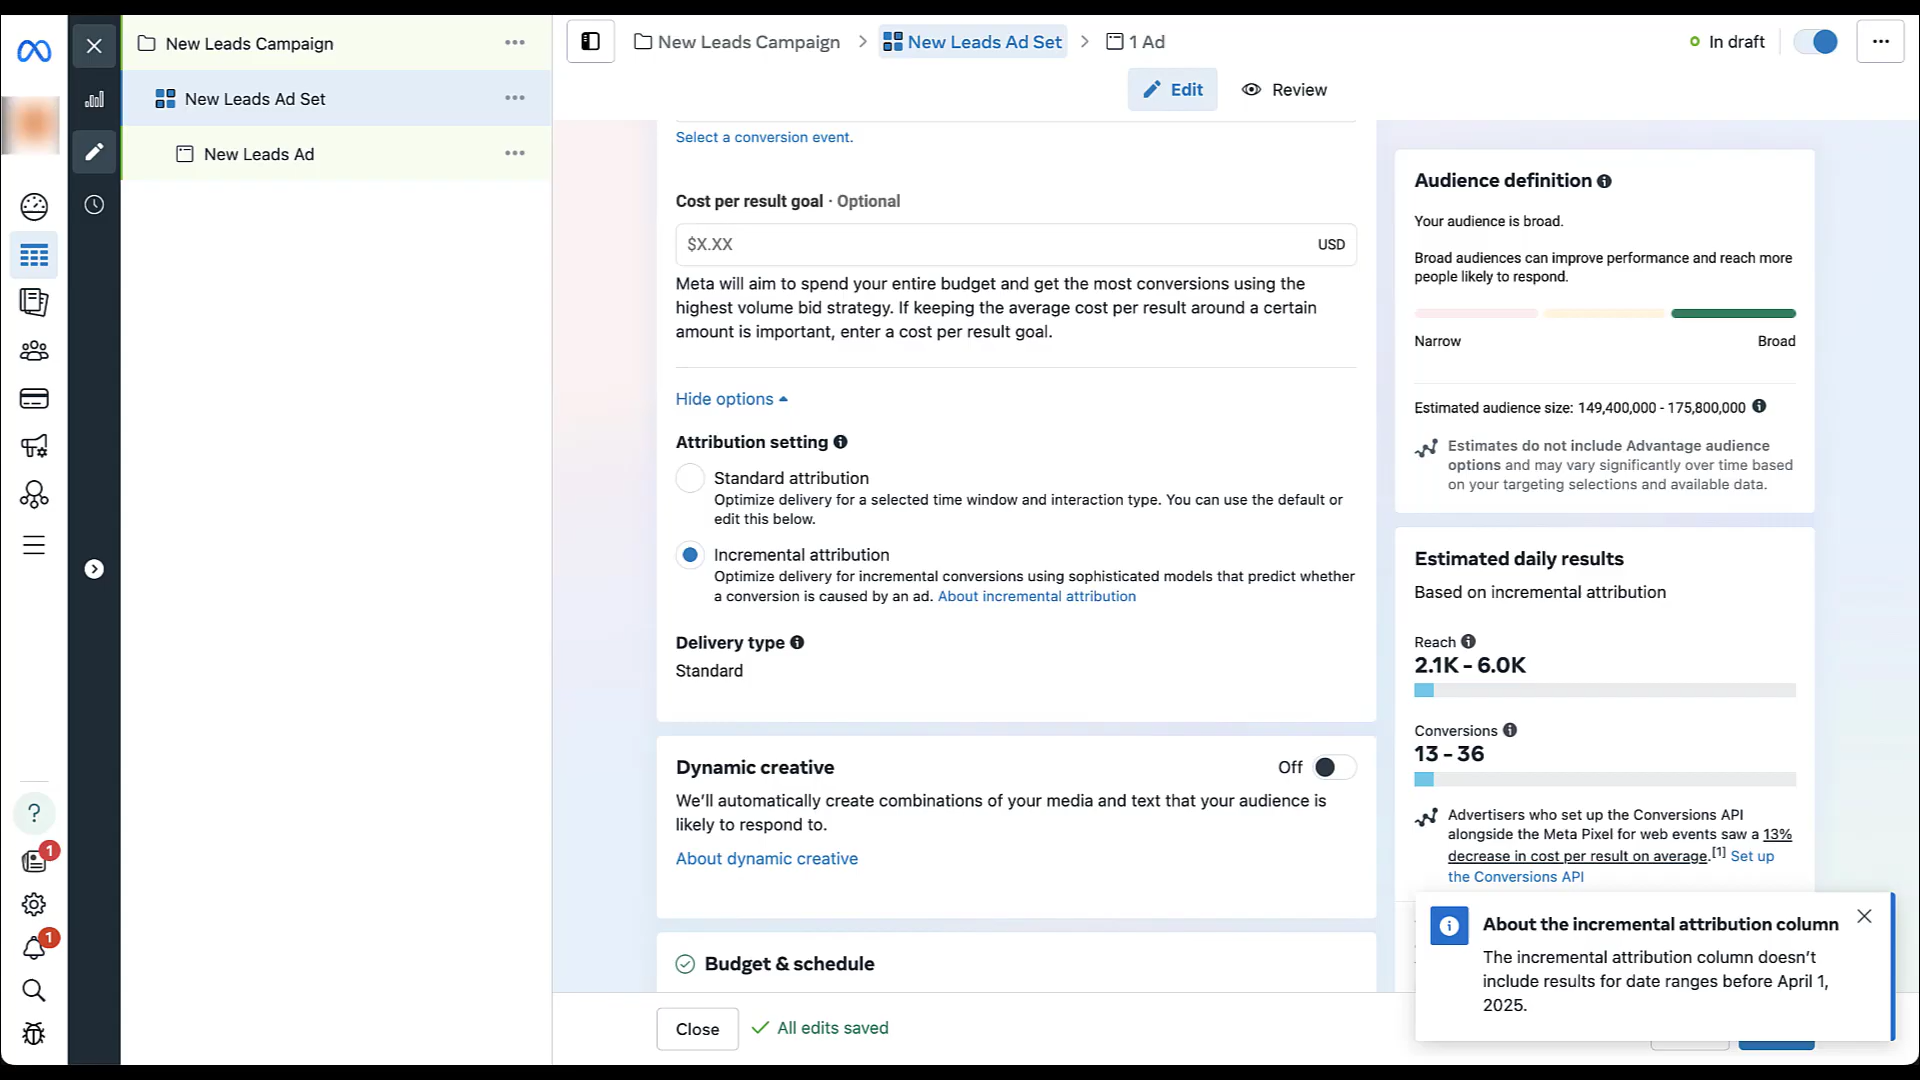 New Leads Campaign
New Leads Ad Set
New Leads Ad
New Leads Campaign
New Leads Ad Set
1 Ad
In draft
Edit
Review
Select a conversion event.
Cost per result goal · Optional
$X.XX
USD
Meta will aim to spend your entire budget and get the most conversions using the
highest volume bid strategy. If keeping the average cost per result around a certain
amount is important, enter a cost per result goal.
Hide options
Attribution setting
Standard attribution
Optimize delivery for a selected time window and interaction type. You can use the default or
edit this below.
Incremental attribution
Optimize delivery for incremental conversions using sophisticated models that predict whether
a conversion is caused by an ad. About incremental attribution
Delivery type
Standard
Dynamic creative
Off
We’ll automatically create combinations of your media and text that your audience is
likely to respond to.
About dynamic creative
Budget & schedule
Close
All edits saved
Audience definition
Your audience is broad.
Broad audiences can improve performance and reach more
people likely to respond.
Narrow
Broad
Estimated audience size: 149,400,000 - 175,800,000
Estimates do not include Advantage audience
options and may vary significantly over time based
on your targeting selections and available data.
Estimated daily results
Based on incremental attribution
Reach
2.1K - 6.0K
Conversions
13 - 36
Advertisers who set up the Conversions API
alongside the Meta Pixel for web events saw a 13%
decrease in cost per result on average.[1] Set up
the Conversions API
About the incremental attribution column
The incremental attribution column doesn’t
include results for date ranges before April 1,
2025.
1
1